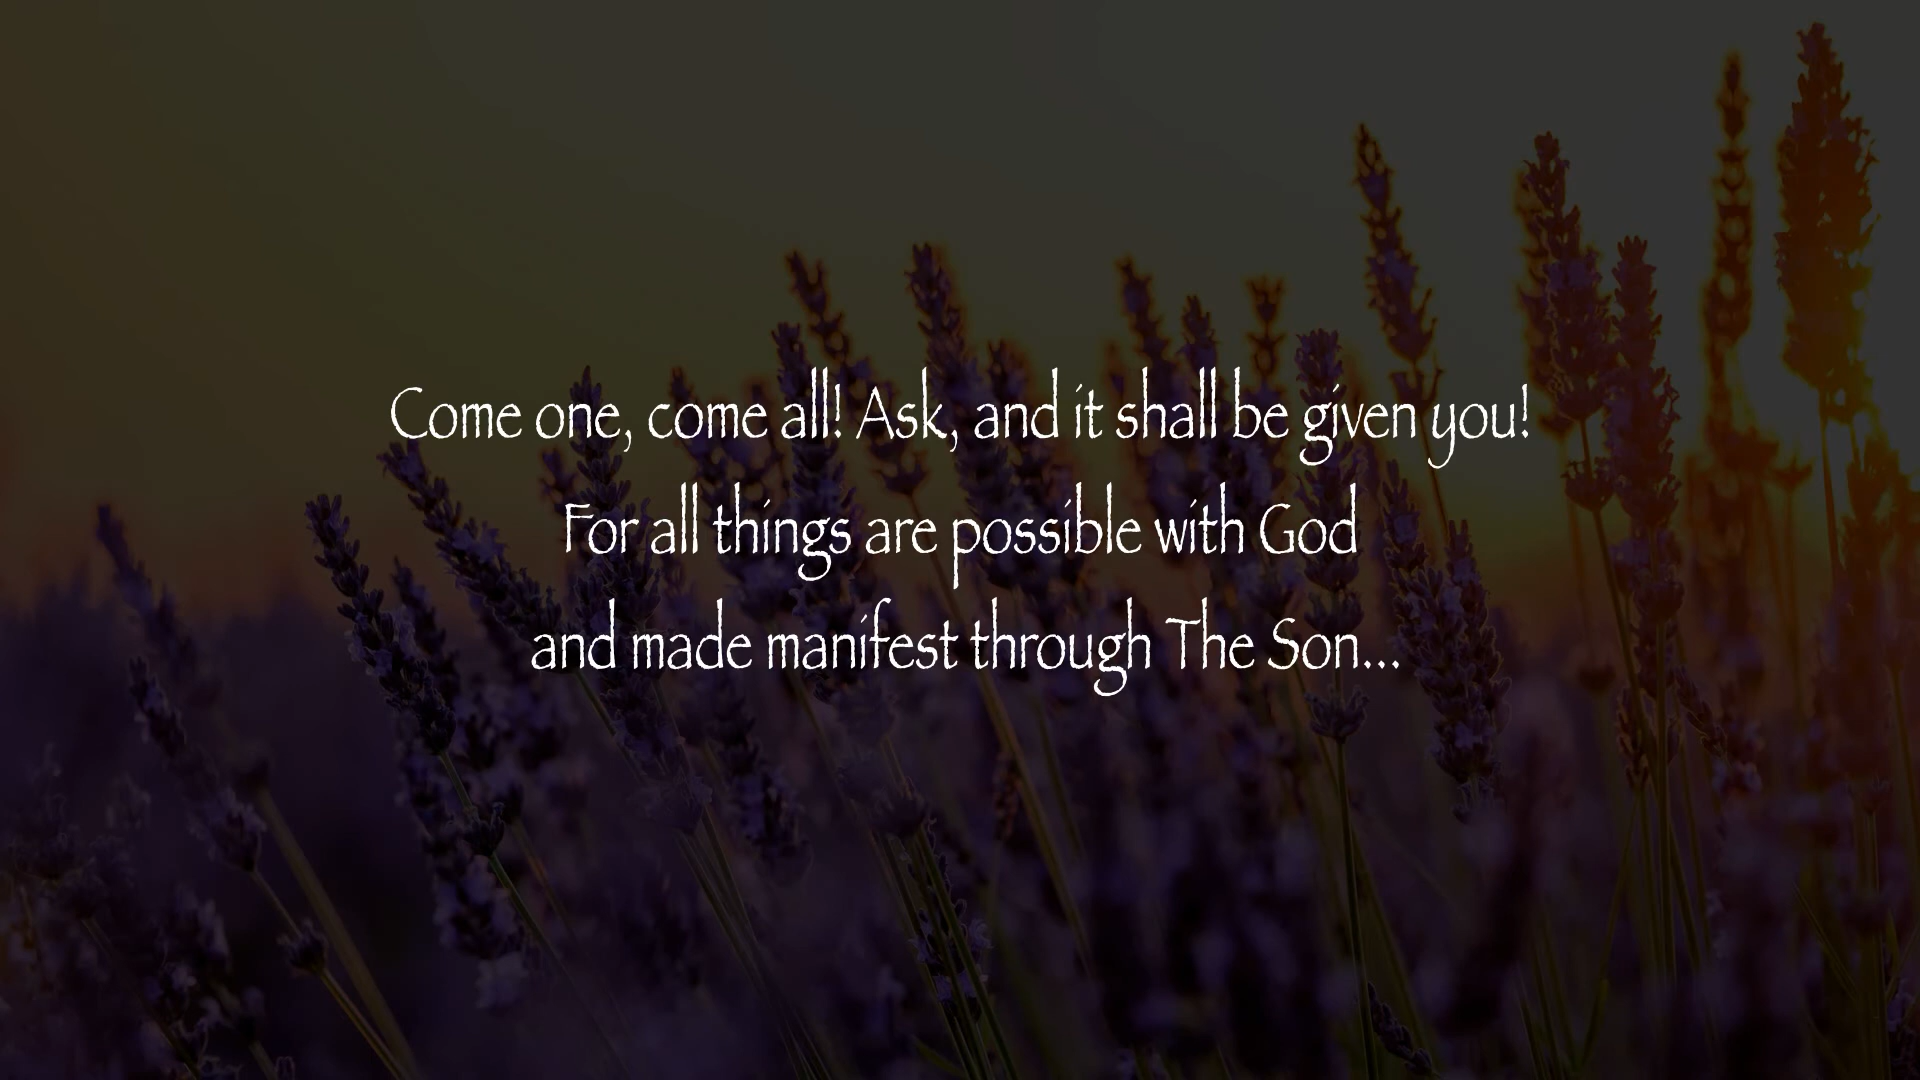 Come one, come all! Ask, and it shall be given you!
For all things are possible with God
and made manifest through The Son...